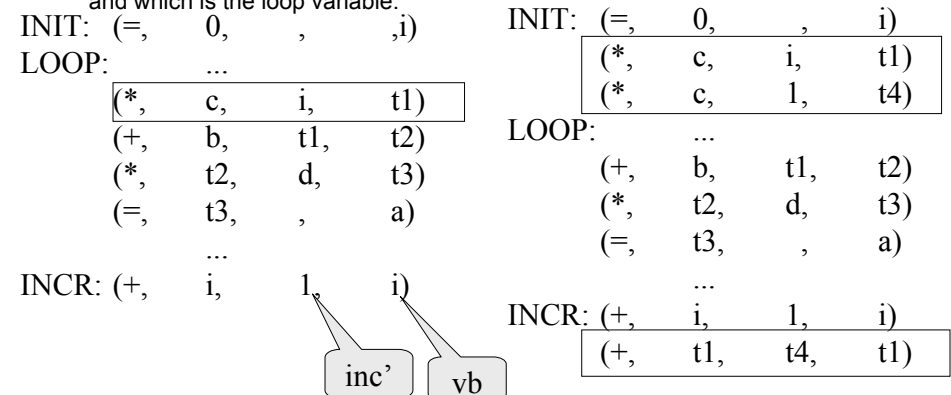 and which is the loop variable.
INIT: (=, 0, , ,i)
LOOP: ...
(*, c, i, t1)
(+, b, t1, t2)
(*, t2, d, t3)
(=, t3, , a)
...
INCR: (+, i, 1, i)
inc’
vb
INIT: (=, 0, , i)
(*, c, i, t1)
(*, c, 1, t4)
LOOP: ...
(+, b, t1, t2)
(*, t2, d, t3)
(=, t3, , a)
...
INCR: (+, i, 1, i)
(+, t1, t4, t1)